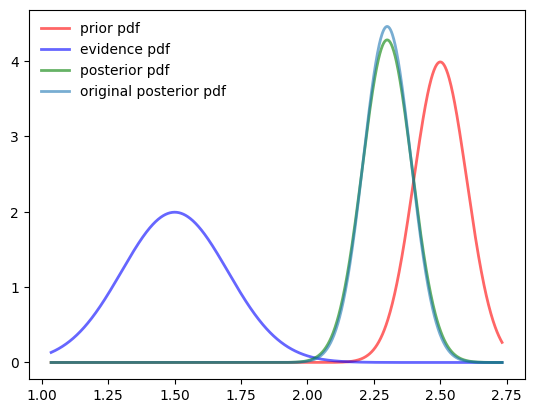 prior pdf
evidence pdf
posterior pdf
original posterior pdf
4
3
2
1
0
1.00 1.25 1.50 1.75 2.00 2.25 2.50 2.75